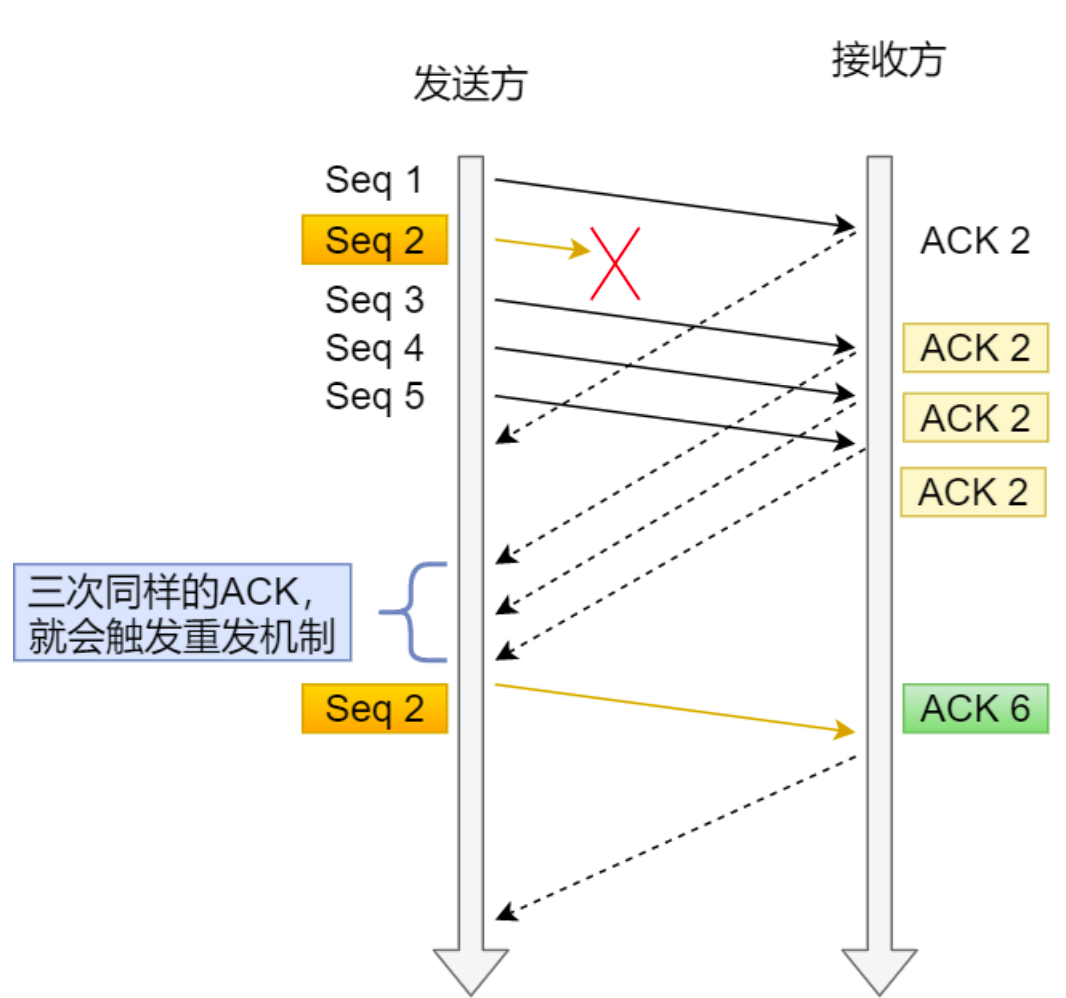 发送方
接收方
Seq 1
Seq 2
ACK 2
Seq 3
Seq 4
ACK 2
Seq 5
ACK 2
ACK 2
三次同样的ACK，
就会触发重发机制
Seq 2
ACK 6